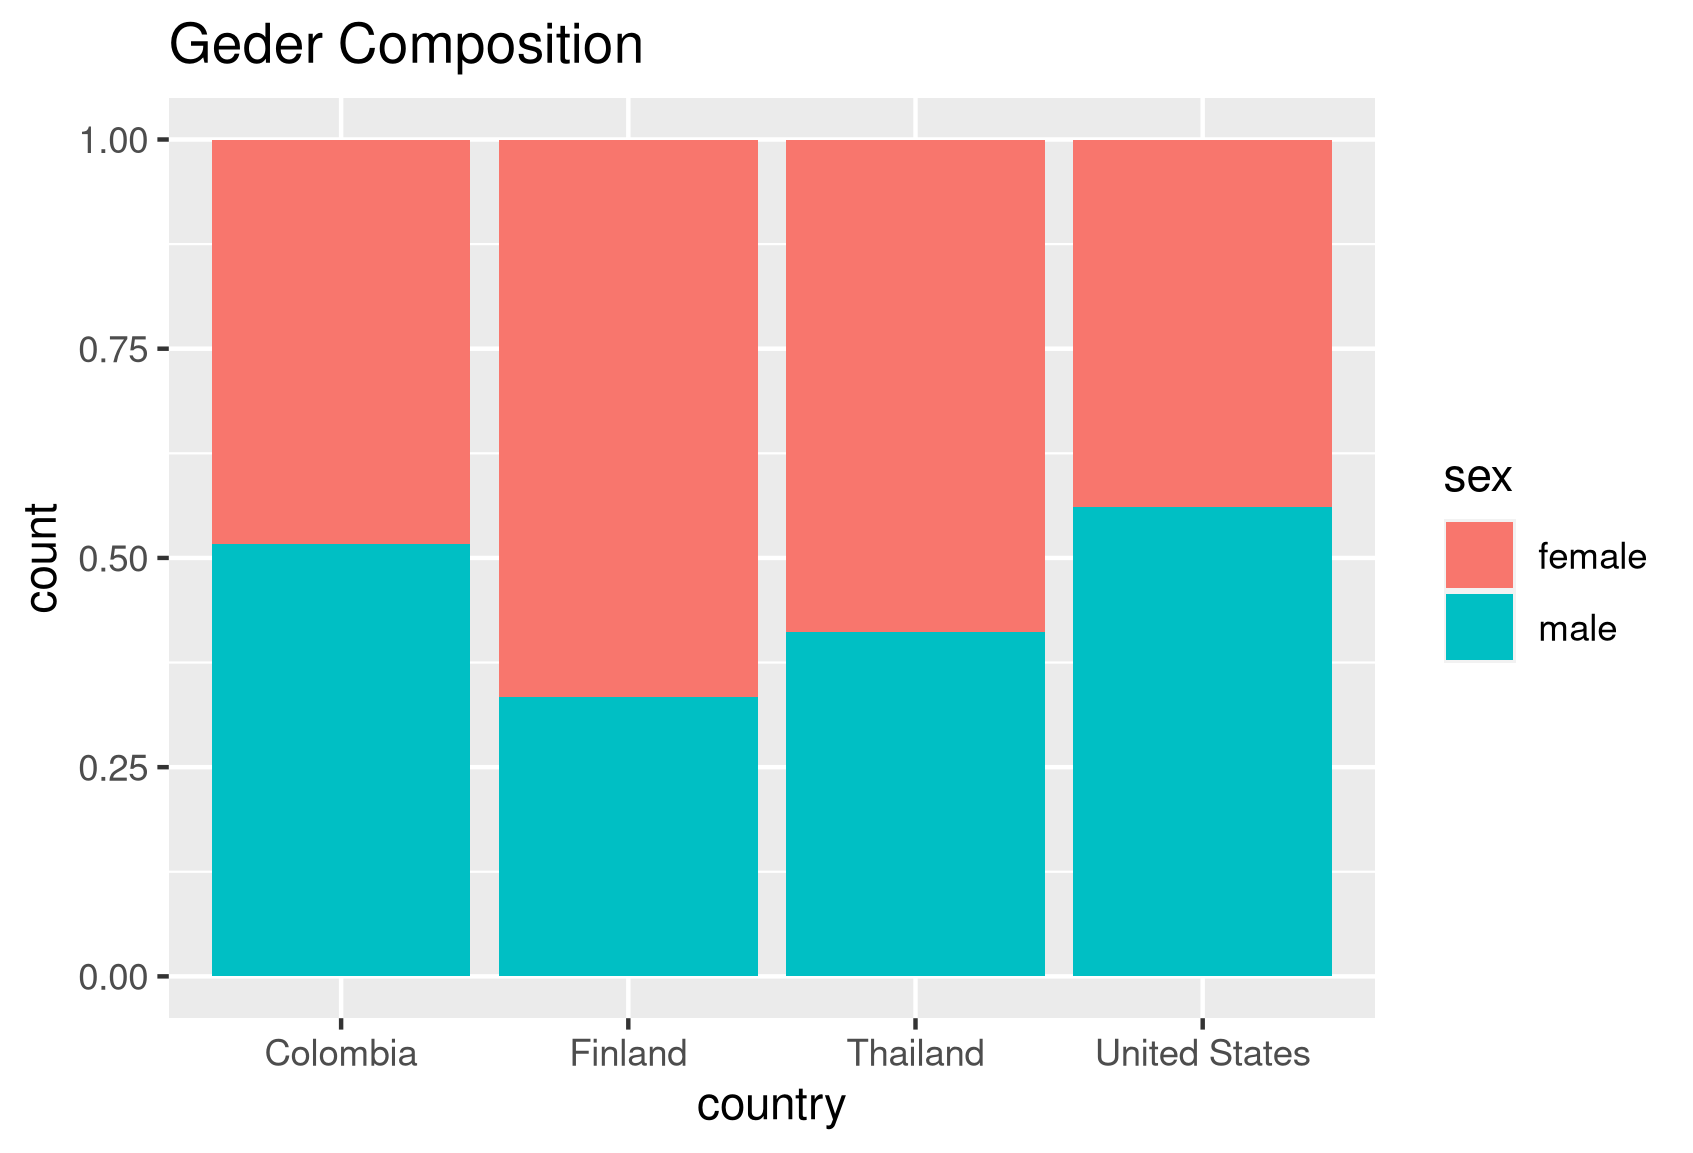 Geder Composition
1.00
0.75
0.50
0.25
0.00
count
Colombia Finland Thailand United States
country
sex
female
male